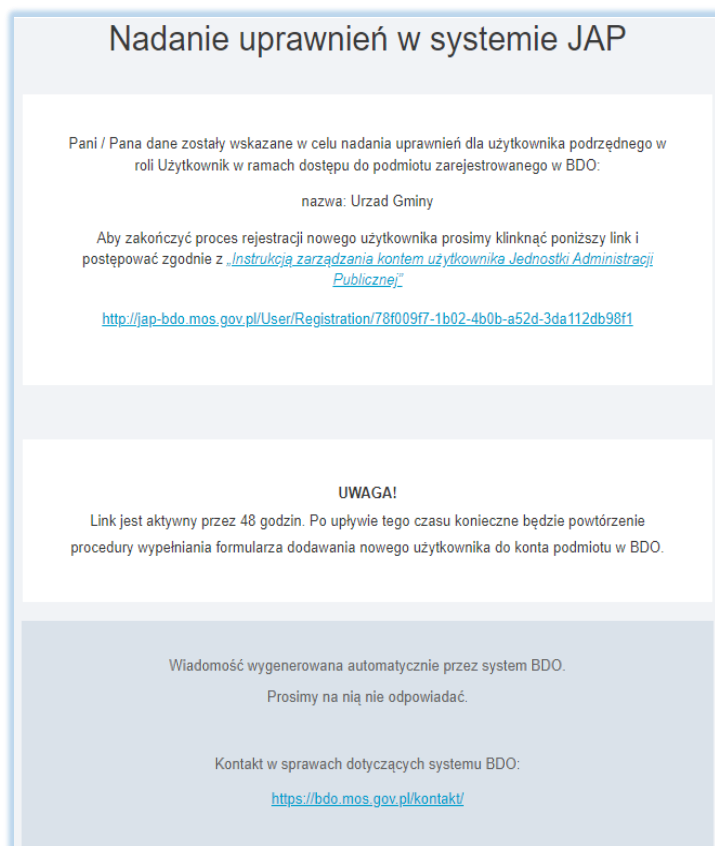 Nadanie uprawnień w systemie JAP
Pani / Pana dane zostały wskazane w celu nadania uprawnień dla użytkownika podrzędnego w
roli Użytkownik w ramach dostępu do podmiotu zarejestrowanego w BDO:
nazwa: Urzad Gminy
Aby zakończyć proces rejestracji nowego użytkownika prosimy klinknąć poniższy link i
postępować zgodnie z „Instrukcją zarządzania kontem użytkownika Jednostki Administracji
Publicznej”
http://jap-bdo.mos.gov.pl/User/Registration/78f009f7-1b02-4b0b-a52d-3da112db98f1
UWAGA!
Link jest aktywny przez 48 godzin. Po upływie tego czasu konieczne będzie powtórzenie
procedury wypełniania formularza dodawania nowego użytkownika do konta podmiotu w BDO.
Wiadomość wygenerowana automatycznie przez system BDO.
Prosimy na nią nie odpowiadać.
Kontakt w sprawach dotyczących systemu BDO:
https://bdo.mos.gov.pl/kontakt/